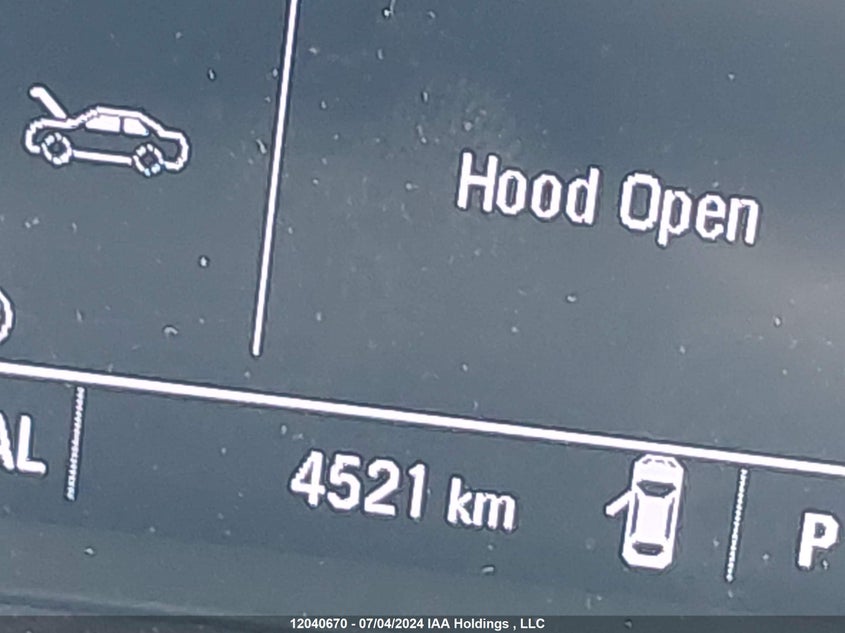 Hood Open
AL
4521 km
P
12040670 - 07/04/2024 IAA Holdings , LLC